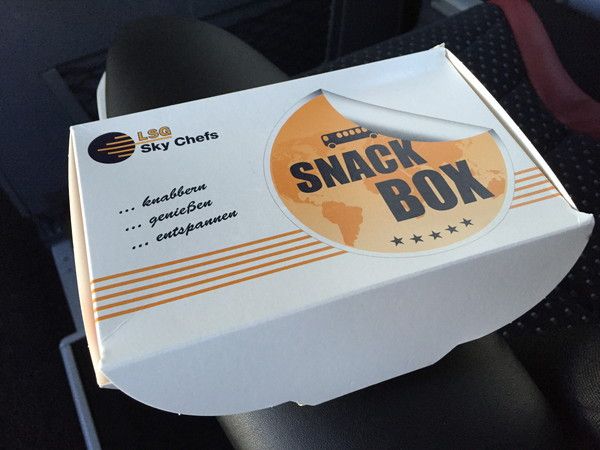 LSG
Sky Chefs
... knabbern
... genießen
... entspannen
SNACK
BOX